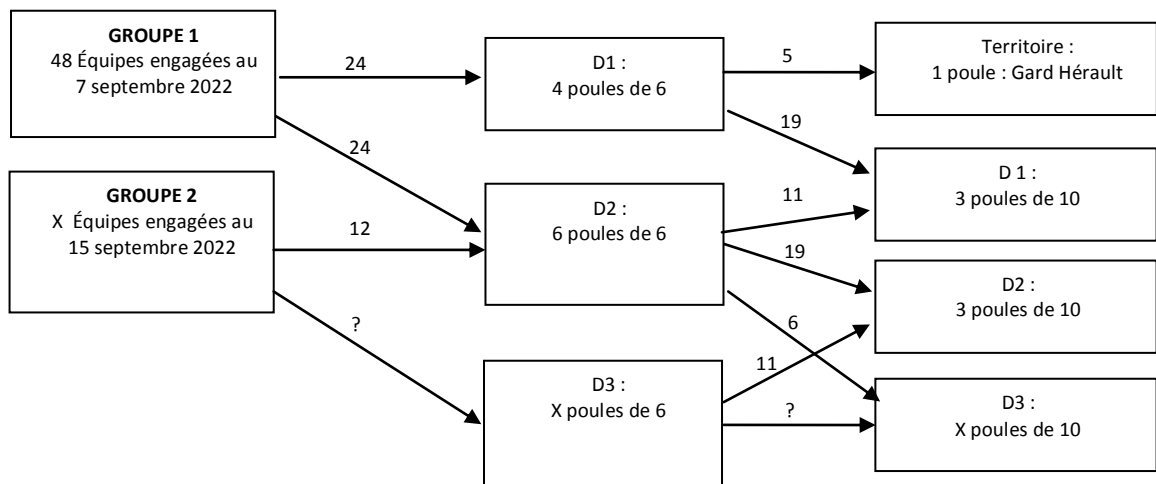 GROUPE 1
48 Équipes engagées au
7 septembre 2022
24
24
GROUPE 2
X Équipes engagées au
15 septembre 2022
12
?
D1 :
4 poules de 6
5
19
D2 :
6 poules de 6
11
19
6
D3 :
X poules de 6
11
?
Territoire :
1 poule : Gard Hérault
D 1 :
3 poules de 10
D2 :
3 poules de 10
D3 :
X poules de 10